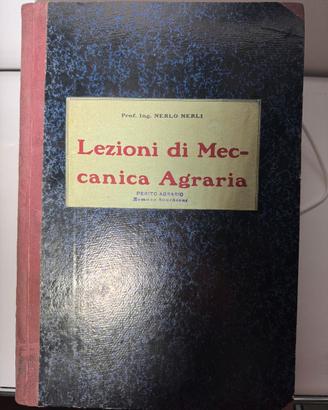 Prof. Ing. NERLO NERLI
Lezioni di Mec-
canica Agraria
PERITO AGRARIO